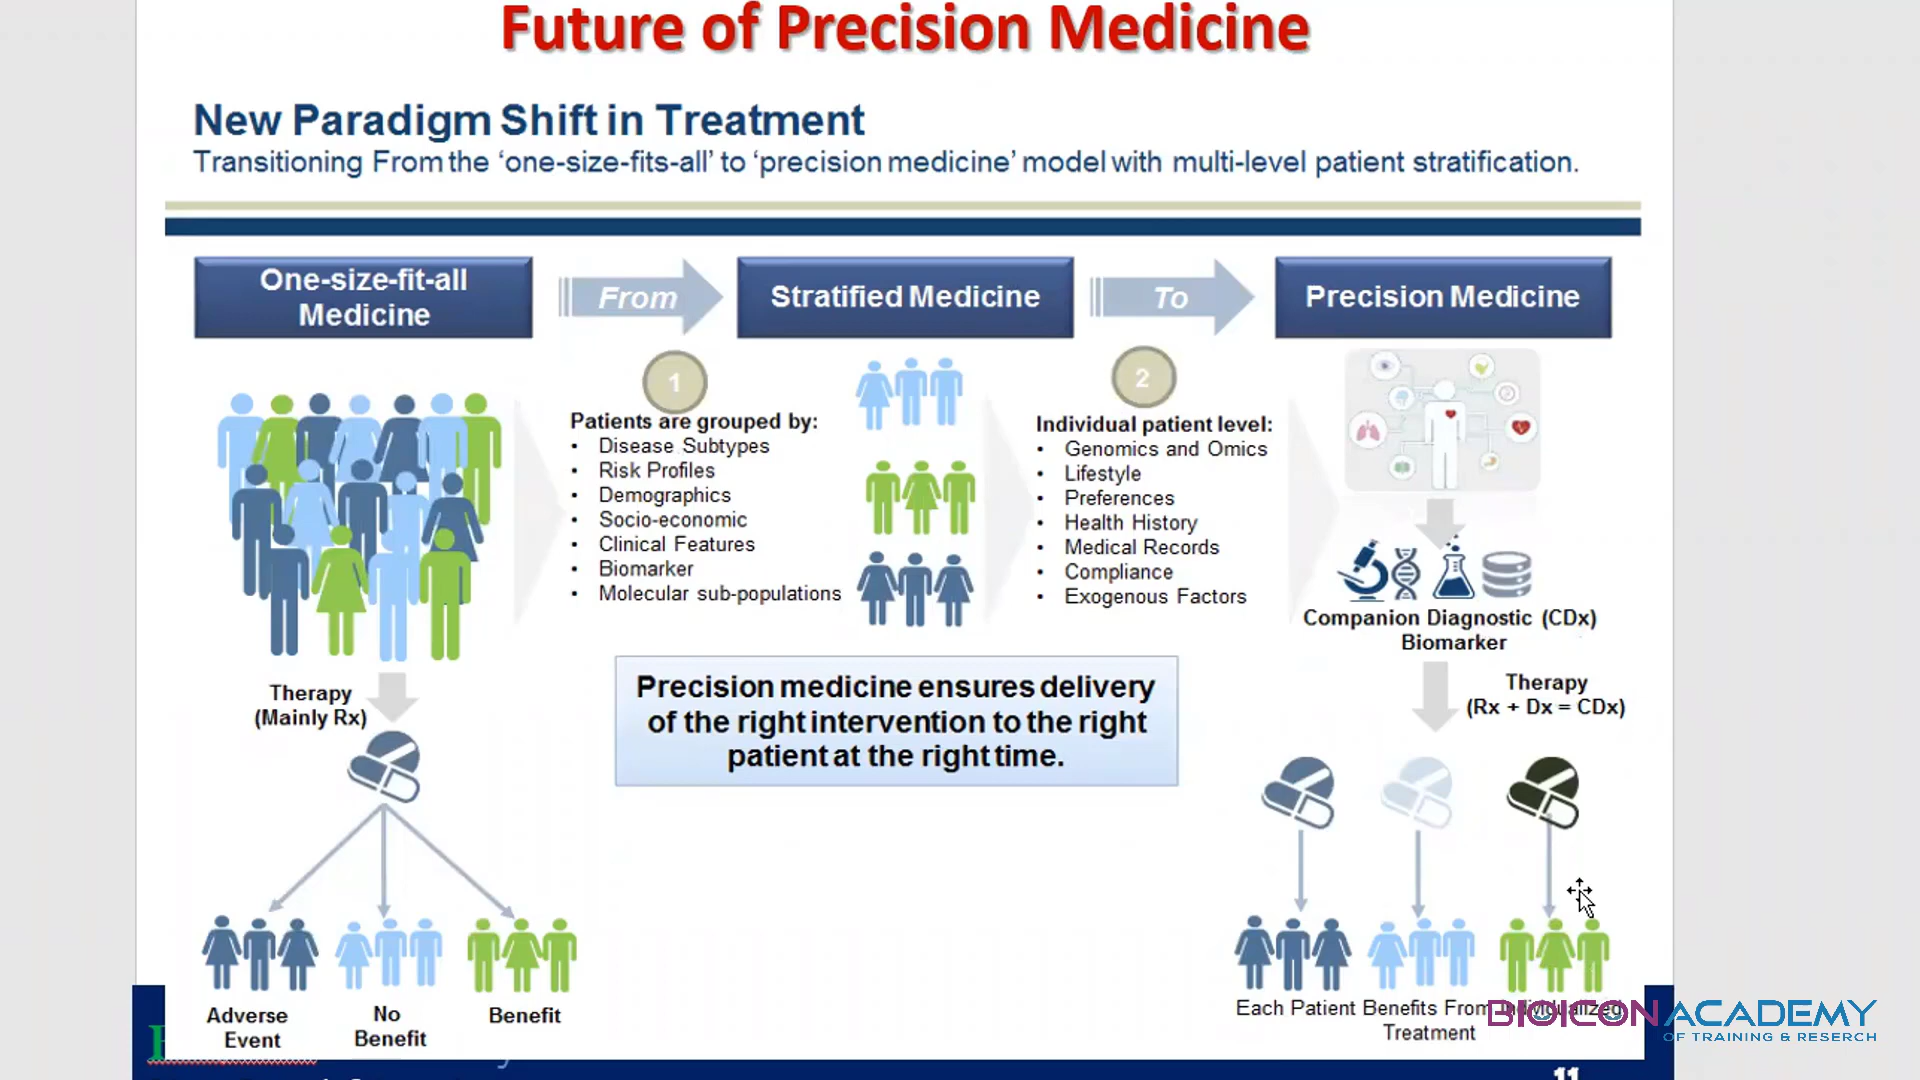 Future of Precision Medicine
New Paradigm Shift in Treatment
Transitioning From the ‘one-size-fits-all’ to ‘precision medicine’ model with multi-level patient stratification.
One-size-fit-all
Medicine
From
Stratified Medicine
To
Precision Medicine
1
Patients are grouped by:
• Disease Subtypes
• Risk Profiles
• Demographics
• Socio-economic
• Clinical Features
• Biomarker
• Molecular sub-populations
2
Individual patient level:
• Genomics and Omics
• Lifestyle
• Preferences
• Health History
• Medical Records
• Compliance
• Exogenous Factors
Companion Diagnostic (CDx)
Biomarker
Therapy
(Mainly Rx)
Precision medicine ensures delivery
of the right intervention to the right
patient at the right time.
Therapy
(Rx + Dx = CDx)
Adverse
Event
No
Benefit
Benefit
Each Patient Benefits From Individualized
Treatment
BIOICON ACADEMY
OF TRAINING & RESERCH
11